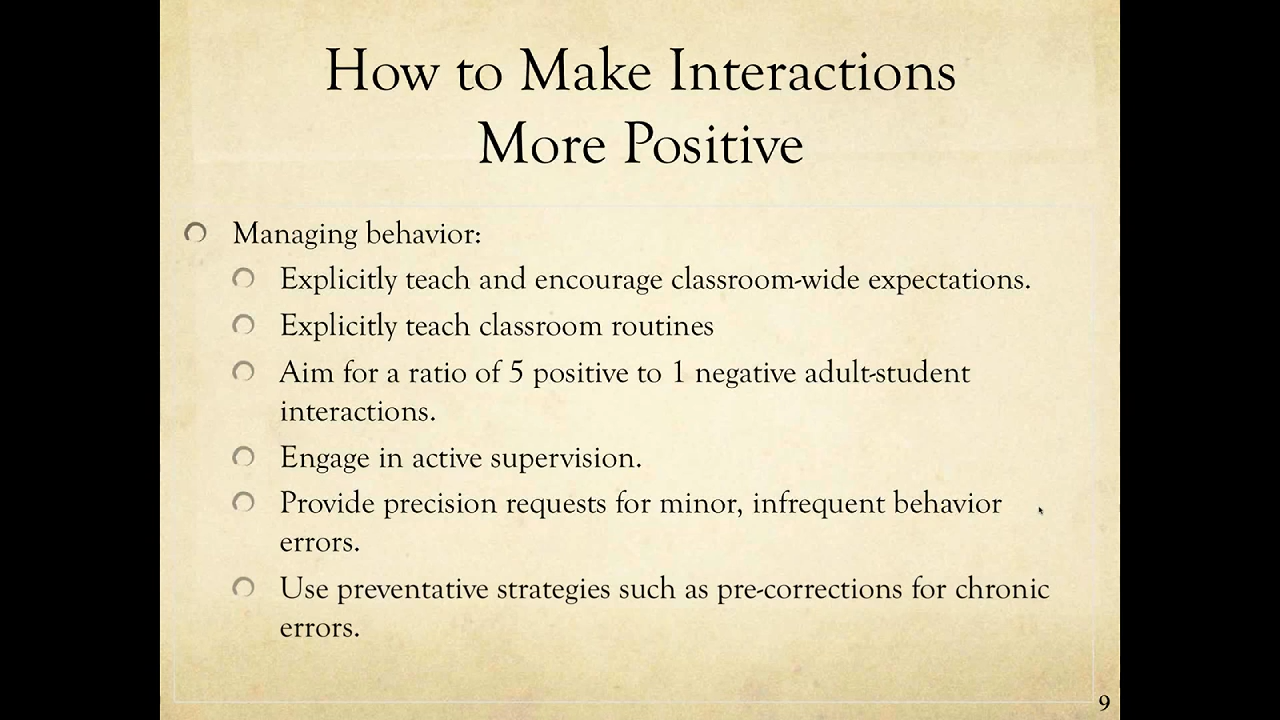 How to Make Interactions
More Positive
Managing behavior:
Explicitly teach and encourage classroom-wide expectations.
Explicitly teach classroom routines
Aim for a ratio of 5 positive to 1 negative adult-student
interactions.
Engage in active supervision.
Provide precision requests for minor, infrequent behavior
errors.
Use preventative strategies such as pre-corrections for chronic
errors.
9